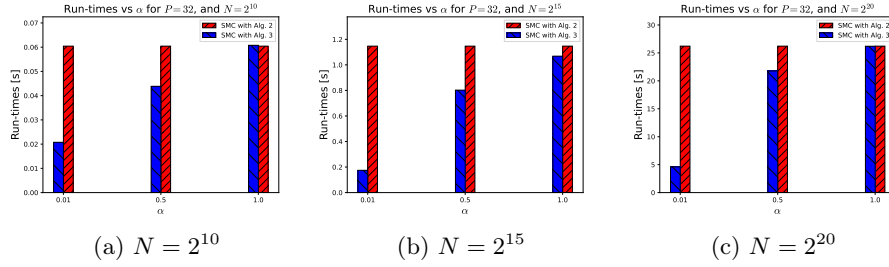 Run-times vs α for P = 32, and N = 2^10
SMC with Alg. 2
SMC with Alg. 3
Run-times [s]
0.07
0.06
0.05
0.04
0.03
0.02
0.01
0.00
0.01
0.5
1.0
α
(a) N = 2^10
Run-times vs α for P = 32, and N = 2^15
SMC with Alg. 2
SMC with Alg. 3
Run-times [s]
1.2
1.0
0.8
0.6
0.4
0.2
0.0
0.01
0.5
1.0
α
(b) N = 2^15
Run-times vs α for P = 32, and N = 2^20
SMC with Alg. 2
SMC with Alg. 3
Run-times [s]
30
25
20
15
10
5
0
0.01
0.5
1.0
α
(c) N = 2^20